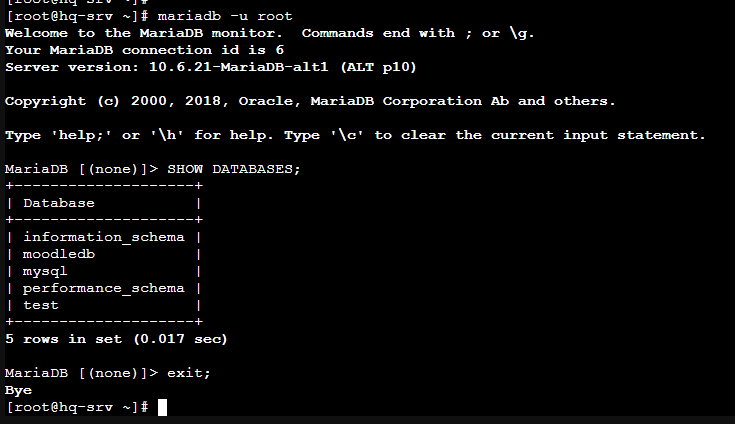 [root@hq-srv ~]# mariadb -u root
Welcome to the MariaDB monitor.  Commands end with ; or \g.
Your MariaDB connection id is 6
Server version: 10.6.21-MariaDB-alt1 (ALT p10)
Copyright (c) 2000, 2018, Oracle, MariaDB Corporation Ab and others.
Type 'help;' or '\h' for help. Type '\c' to clear the current input statement.
MariaDB [(none)]> SHOW DATABASES;
+--------------------+
| Database           |
+--------------------+
| information_schema |
| moodledb           |
| mysql              |
| performance_schema |
| test               |
+--------------------+
5 rows in set (0.017 sec)
MariaDB [(none)]> exit;
Bye
[root@hq-srv ~]#